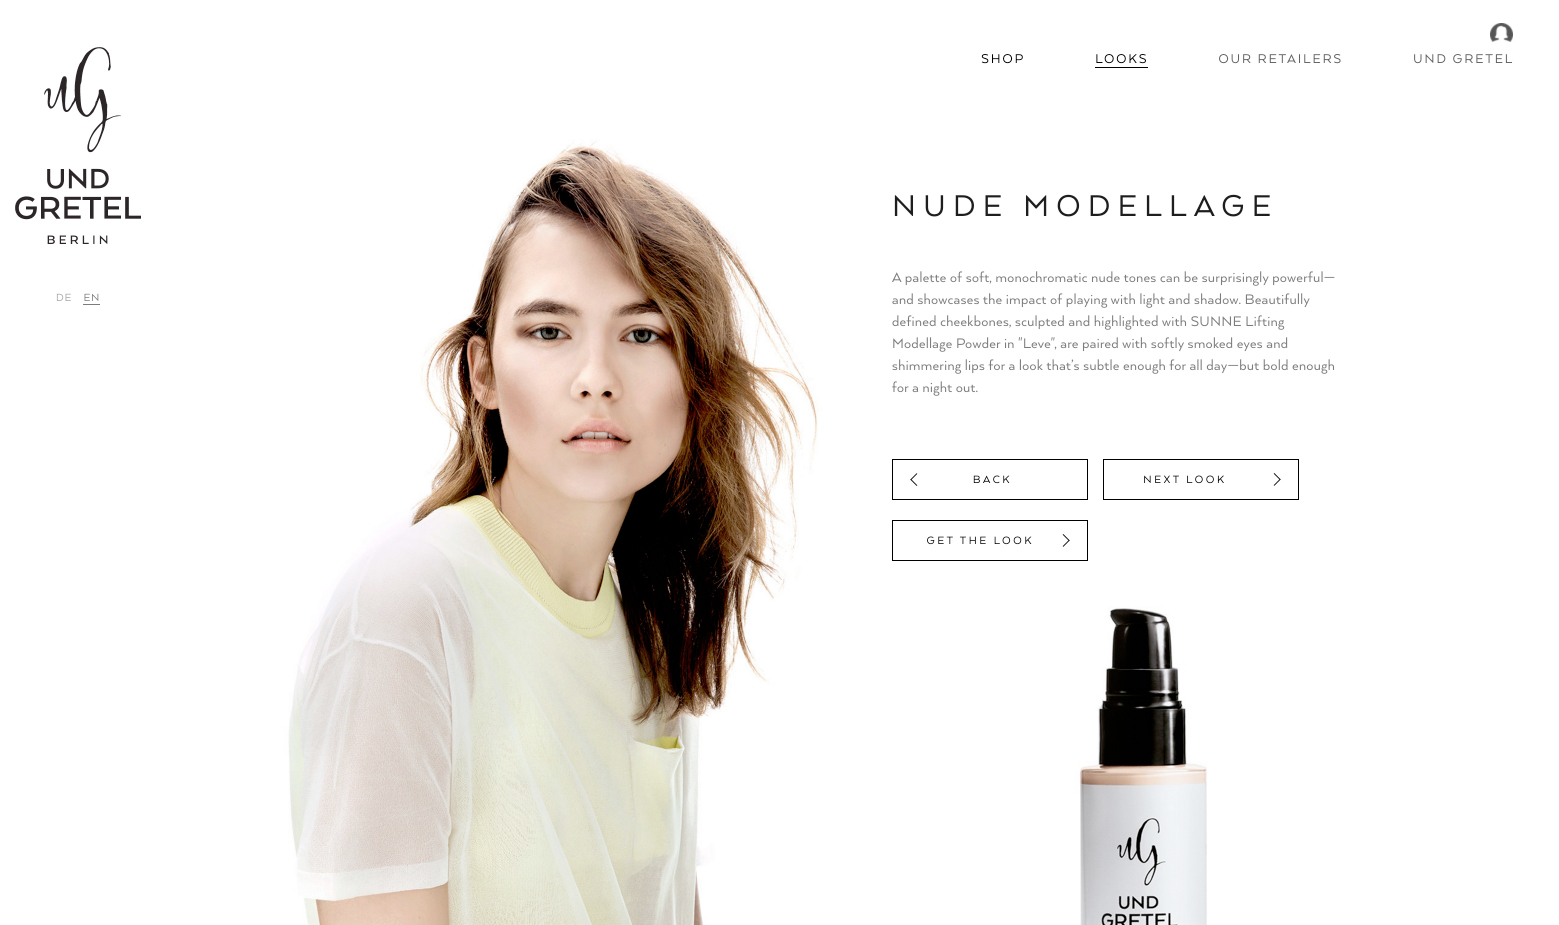 SHOP LOOKS OUR RETAILERS UND GRETEL
uG
UND
GRETEL
BERLIN
DE EN
NUDE MODELLAGE
A palette of soft, monochromatic nude tones can be surprisingly powerful—
and showcases the impact of playing with light and shadow. Beautifully
defined cheekbones, sculpted and highlighted with SUNNE Lifting
Modellage Powder in "Leve", are paired with softly smoked eyes and
shimmering lips for a look that's subtle enough for all day—but bold enough
for a night out.
BACK NEXT LOOK
GET THE LOOK
uG
UND
GRETEL